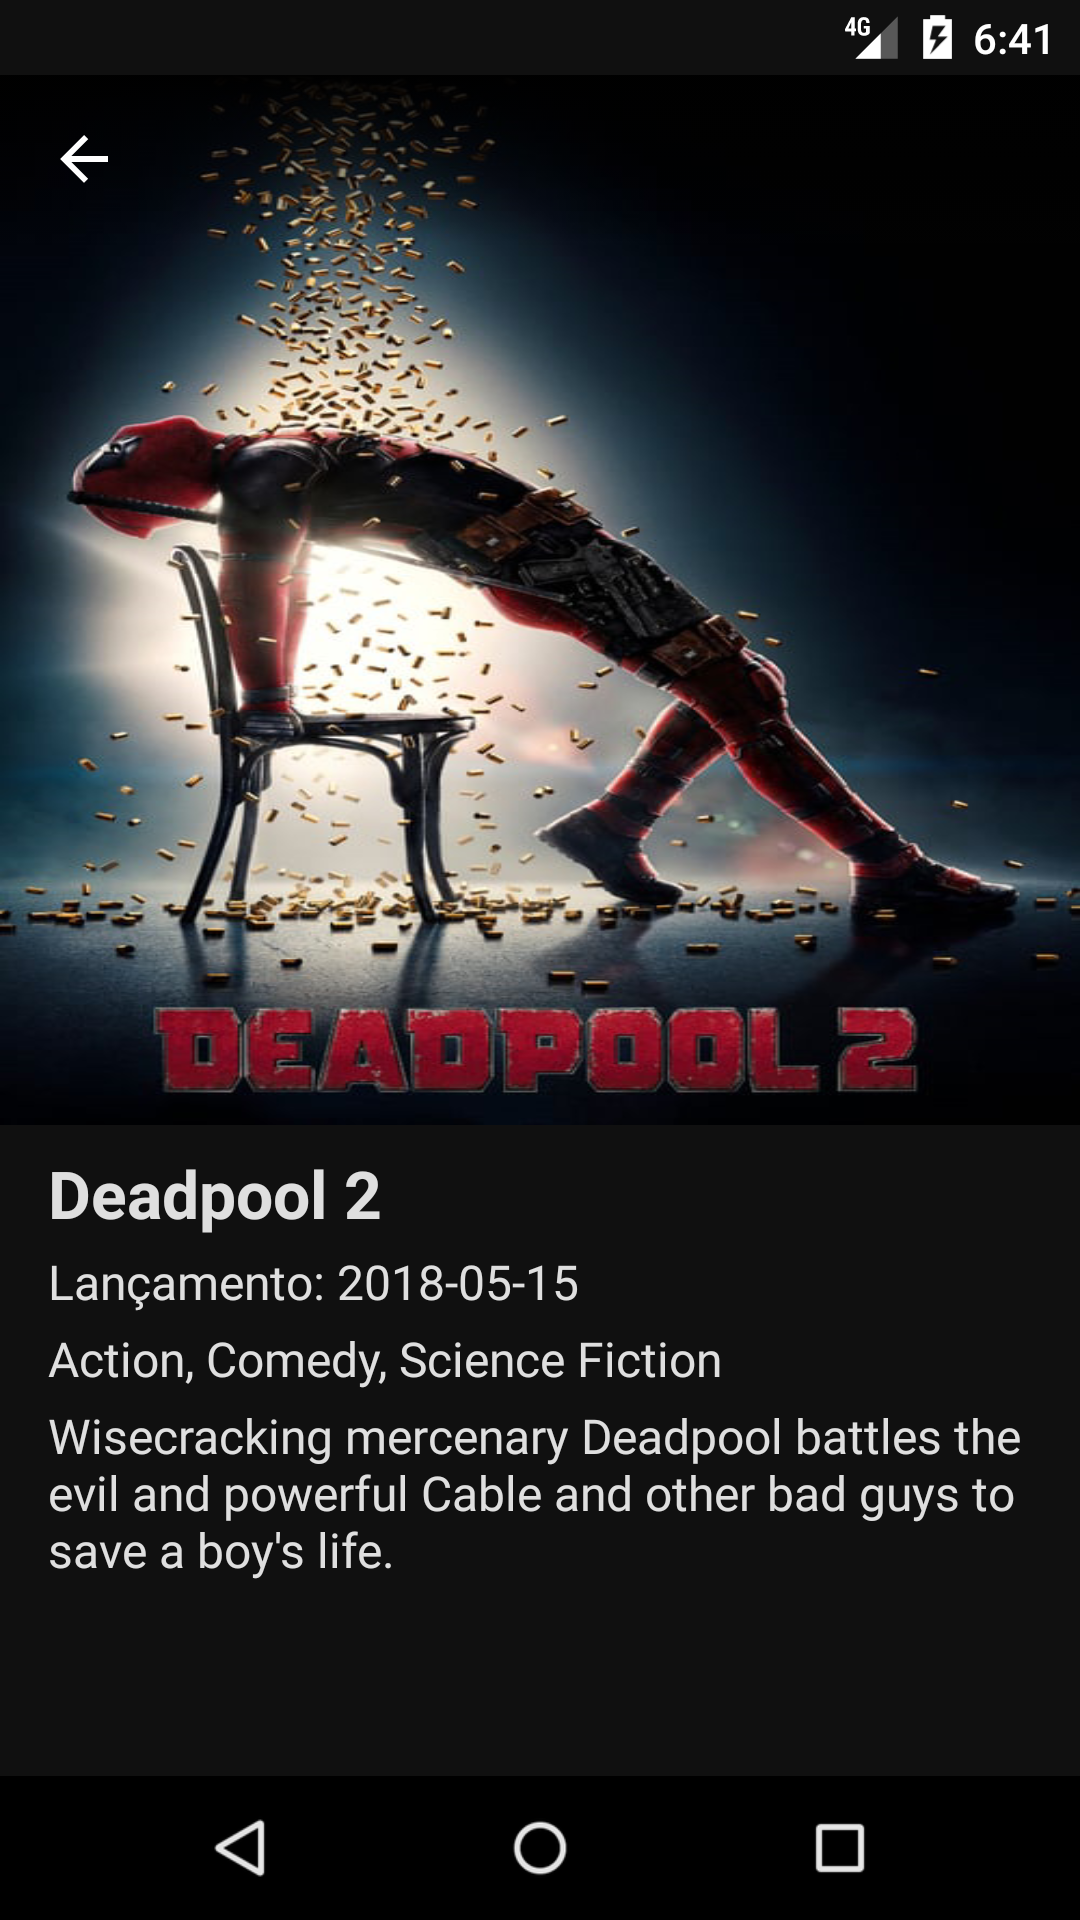 4G 6:41
DEADPOOL 2
Deadpool 2
Lançamento: 2018-05-15
Action, Comedy, Science Fiction
Wisecracking mercenary Deadpool battles the
evil and powerful Cable and other bad guys to
save a boy's life.